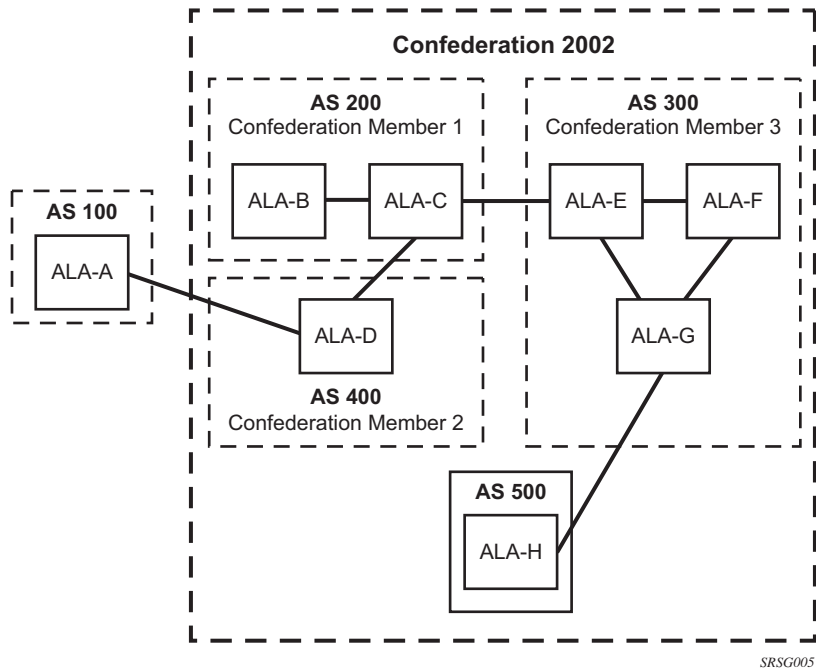 Confederation 2002
AS 200
Confederation Member 1
AS 300
Confederation Member 3
ALA-B
ALA-C
ALA-E
ALA-F
AS 100
ALA-A
ALA-D
ALA-G
AS 400
Confederation Member 2
AS 500
ALA-H
SRSG005